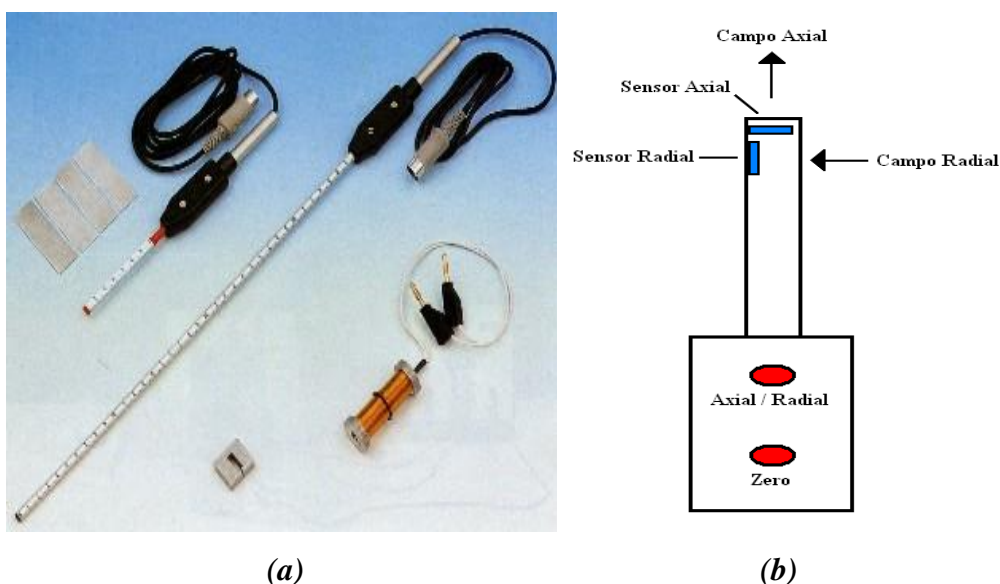 Campo Axial
Sensor Axial
Sensor Radial
Campo Radial
Axial / Radial
Zero
(a)
(b)